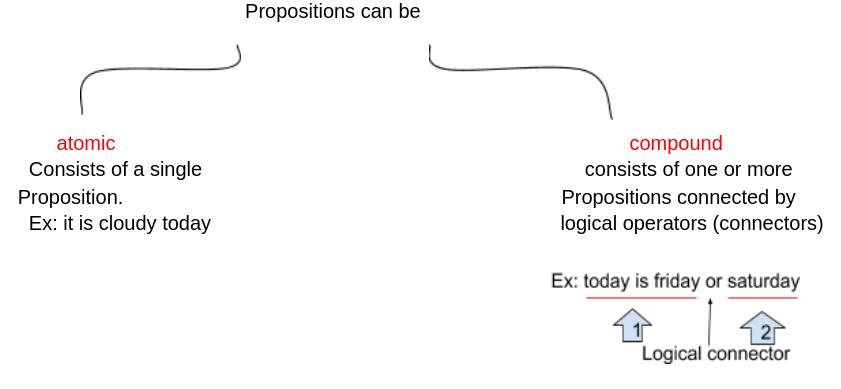 Propositions can be
atomic
Consists of a single
Proposition.
Ex: it is cloudy today
compound
consists of one or more
Propositions connected by
logical operators (connectors)
Ex: today is friday or saturday
1
2
Logical connector